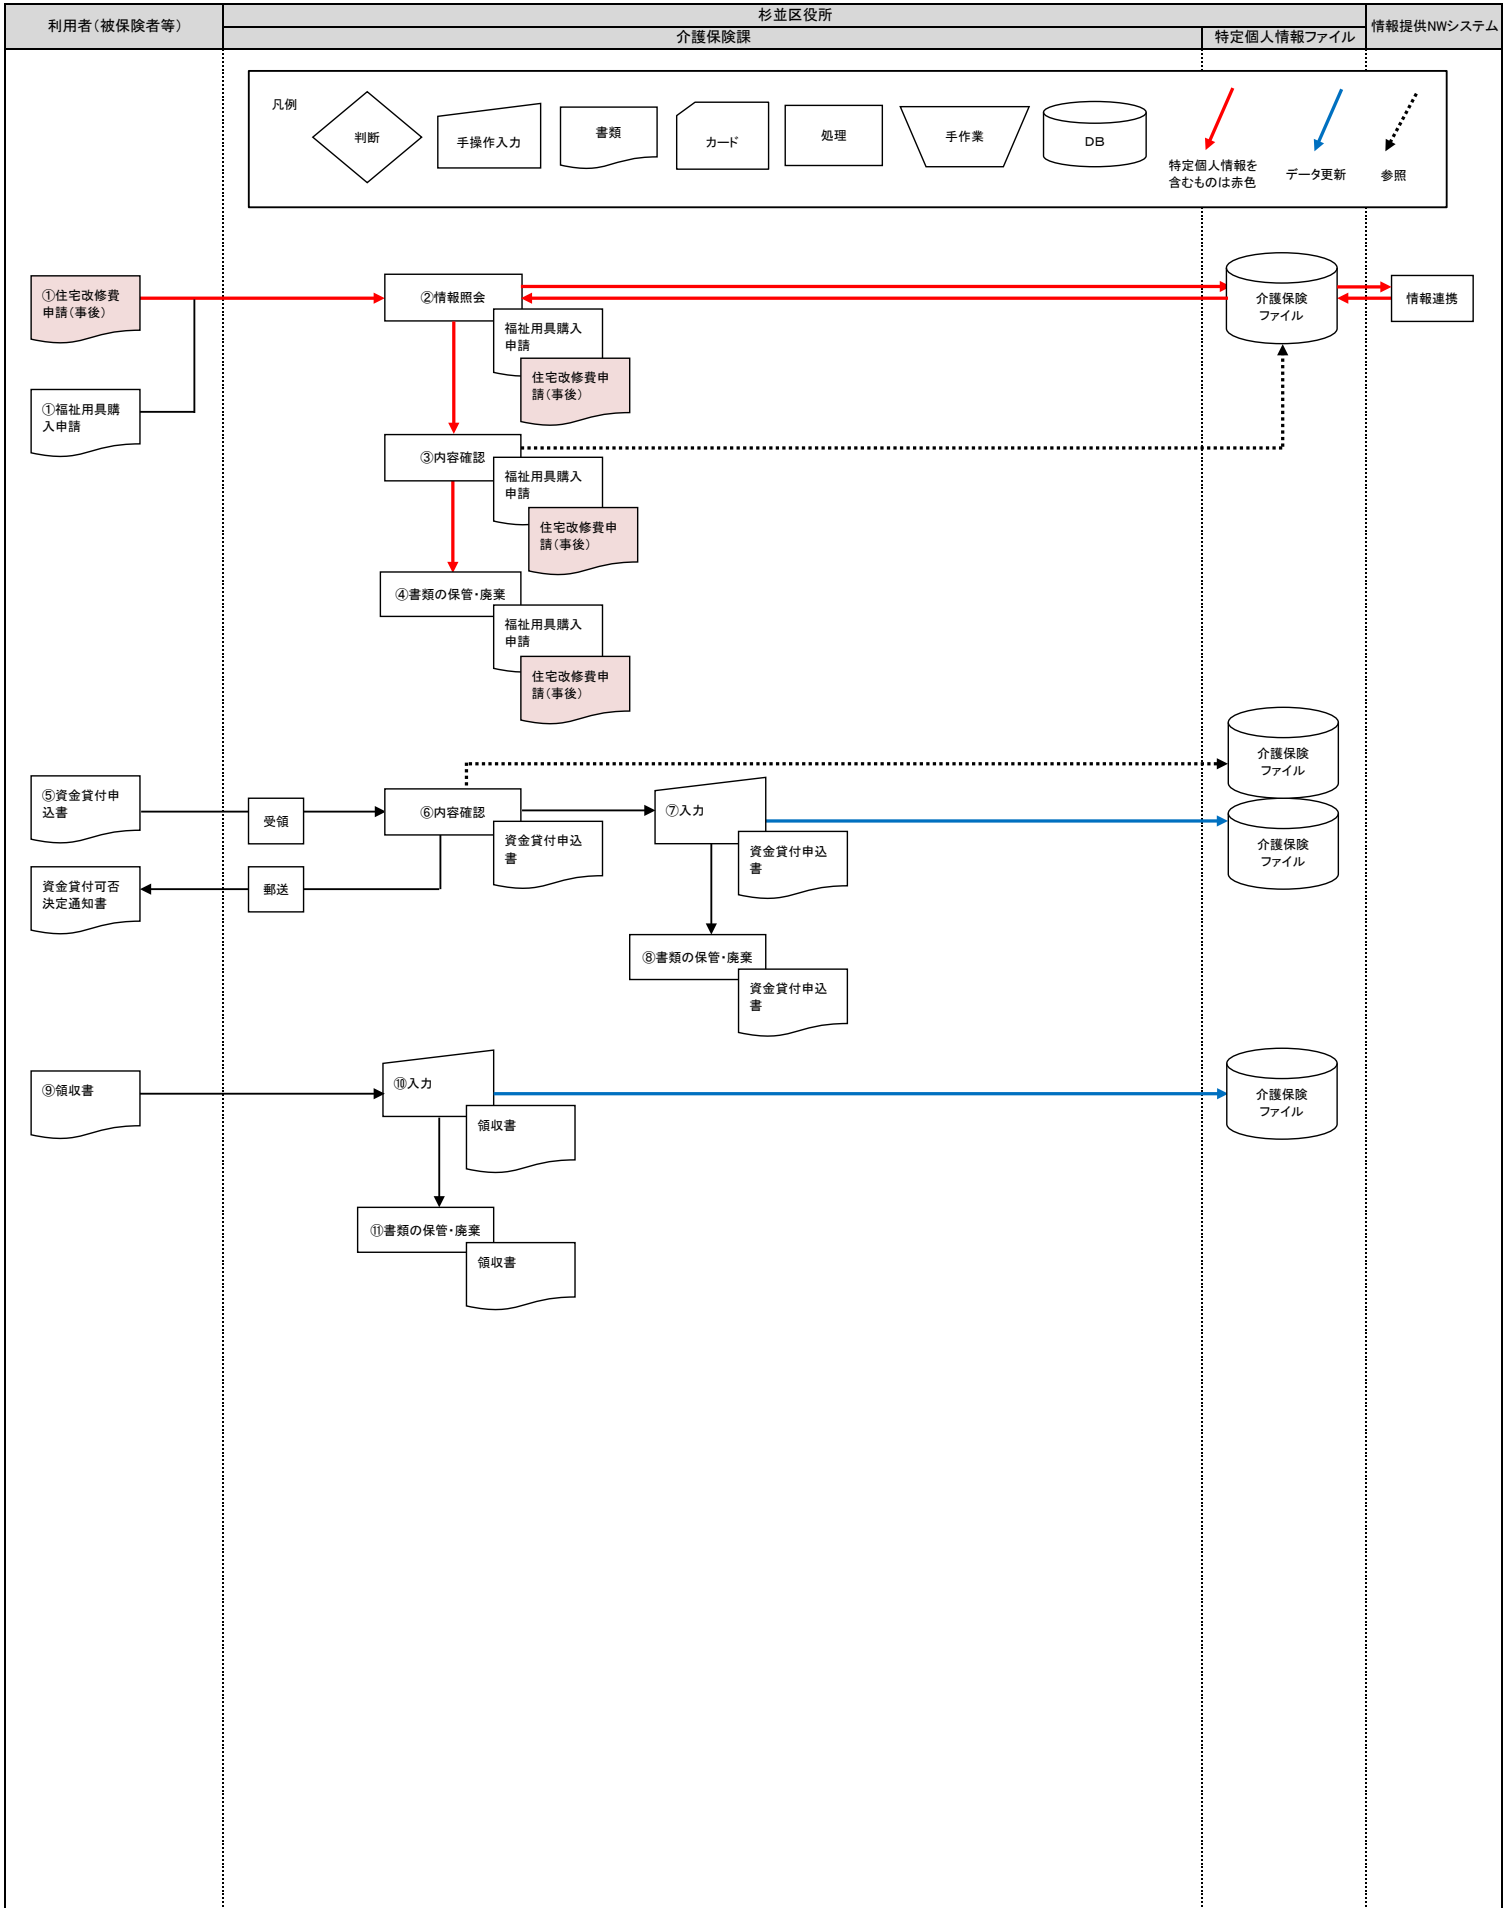 利用者（被保険者等）
杉並区役所
介護保険課
特定個人情報ファイル
情報提供NWシステム
凡例
判断
手操作入力
書類
カード
処理
手作業
DB
特定個人情報を
含むものは赤色
データ更新
参照
①住宅改修費
申請（事後）
②情報照会
福祉用具購入
申請
住宅改修費申
請（事後）
介護保険
ファイル
情報連携
①福祉用具購
入申請
③内容確認
福祉用具購入
申請
住宅改修費申
請（事後）
④書類の保管・廃棄
福祉用具購入
申請
住宅改修費申
請（事後）
介護保険
ファイル
⑤資金貸付申
込書
受領
⑥内容確認
資金貸付申込
書
⑦入力
資金貸付申込
書
介護保険
ファイル
資金貸付可否
決定通知書
郵送
⑧書類の保管・廃棄
資金貸付申込
書
⑨領収書
⑩入力
領収書
介護保険
ファイル
⑪書類の保管・廃棄
領収書